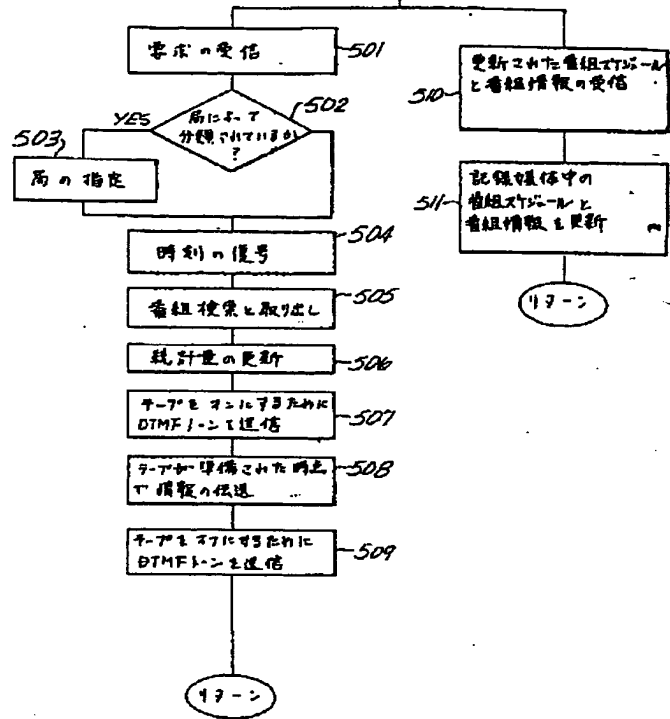 要求の受信
501
局によって
分類されているか
?
502
YES
503
局の指定
時刻の復号
504
番組検索と取り出し
505
統計量の更新
506
テープをオンにするために
DTMFトーンを送信
507
テープが準備された時点
で情報の伝送
508
テープをオフにするために
DTMFトーンを送信
509
リターン
更新された番組スケジュール
と番組情報の受信
510
記録媒体中の
番組スケジュールと
番組情報を更新
511
リターン